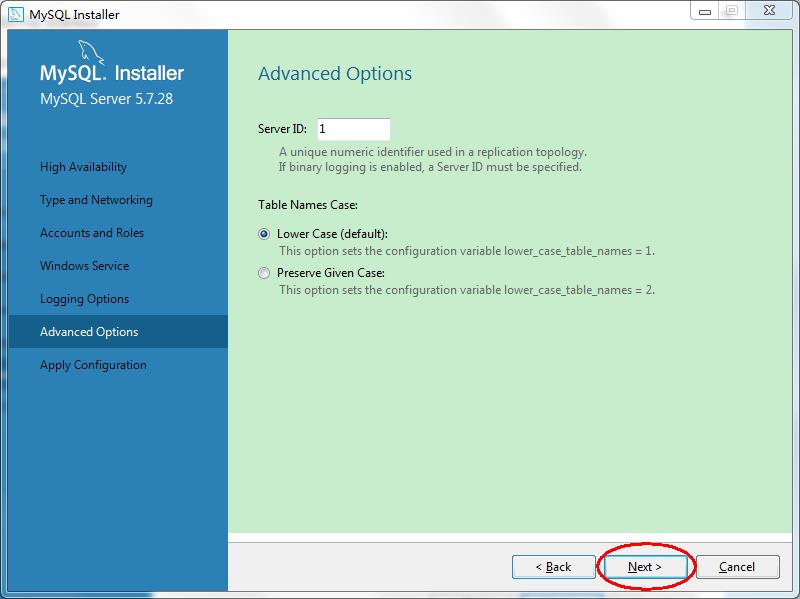 MySQL Installer
MySQL. Installer
MySQL Server 5.7.28
High Availability
Type and Networking
Accounts and Roles
Windows Service
Logging Options
Advanced Options
Apply Configuration
Advanced Options
Server ID: 1
A unique numeric identifier used in a replication topology.
If binary logging is enabled, a Server ID must be specified.
Table Names Case:
Lower Case (default):
This option sets the configuration variable lower_case_table_names = 1.
Preserve Given Case:
This option sets the configuration variable lower_case_table_names = 2.
< Back
Next >
Cancel